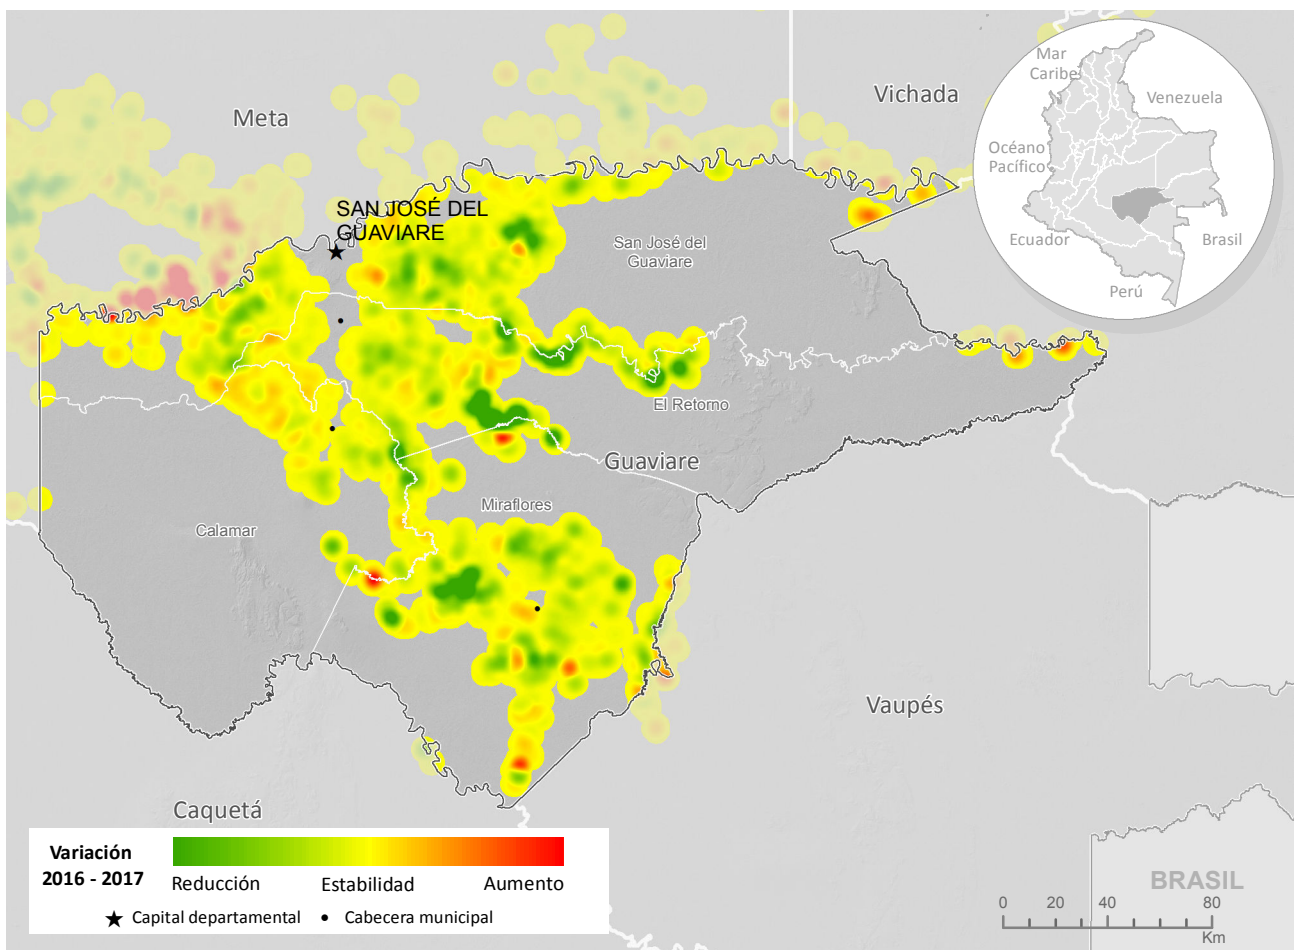 Meta
Vichada
Mar
Caribe
Venezuela
Océano
Pacífico
Ecuador
Brasil
Perú
SAN JOSÉ DEL
GUAVIARE
San José del
Guaviare
El Retorno
Guaviare
Miraflores
Calamar
Vaupés
Caquetá
Variación
2016 - 2017
Reducción
Estabilidad
Aumento
Capital departamental
Cabecera municipal
BRASIL
0 20 40 80
Km